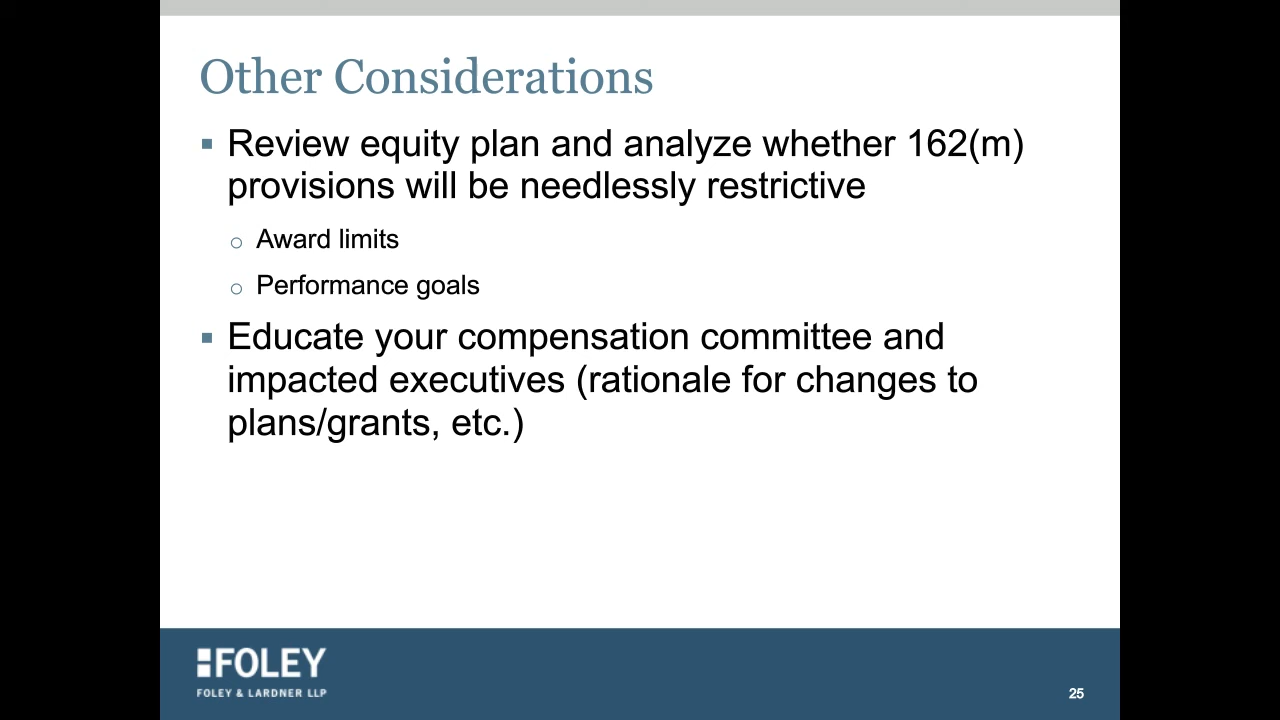 Other Considerations
Review equity plan and analyze whether 162(m)
provisions will be needlessly restrictive
Award limits
Performance goals
Educate your compensation committee and
impacted executives (rationale for changes to
plans/grants, etc.)
FOLEY
FOLEY & LARDNER LLP
25